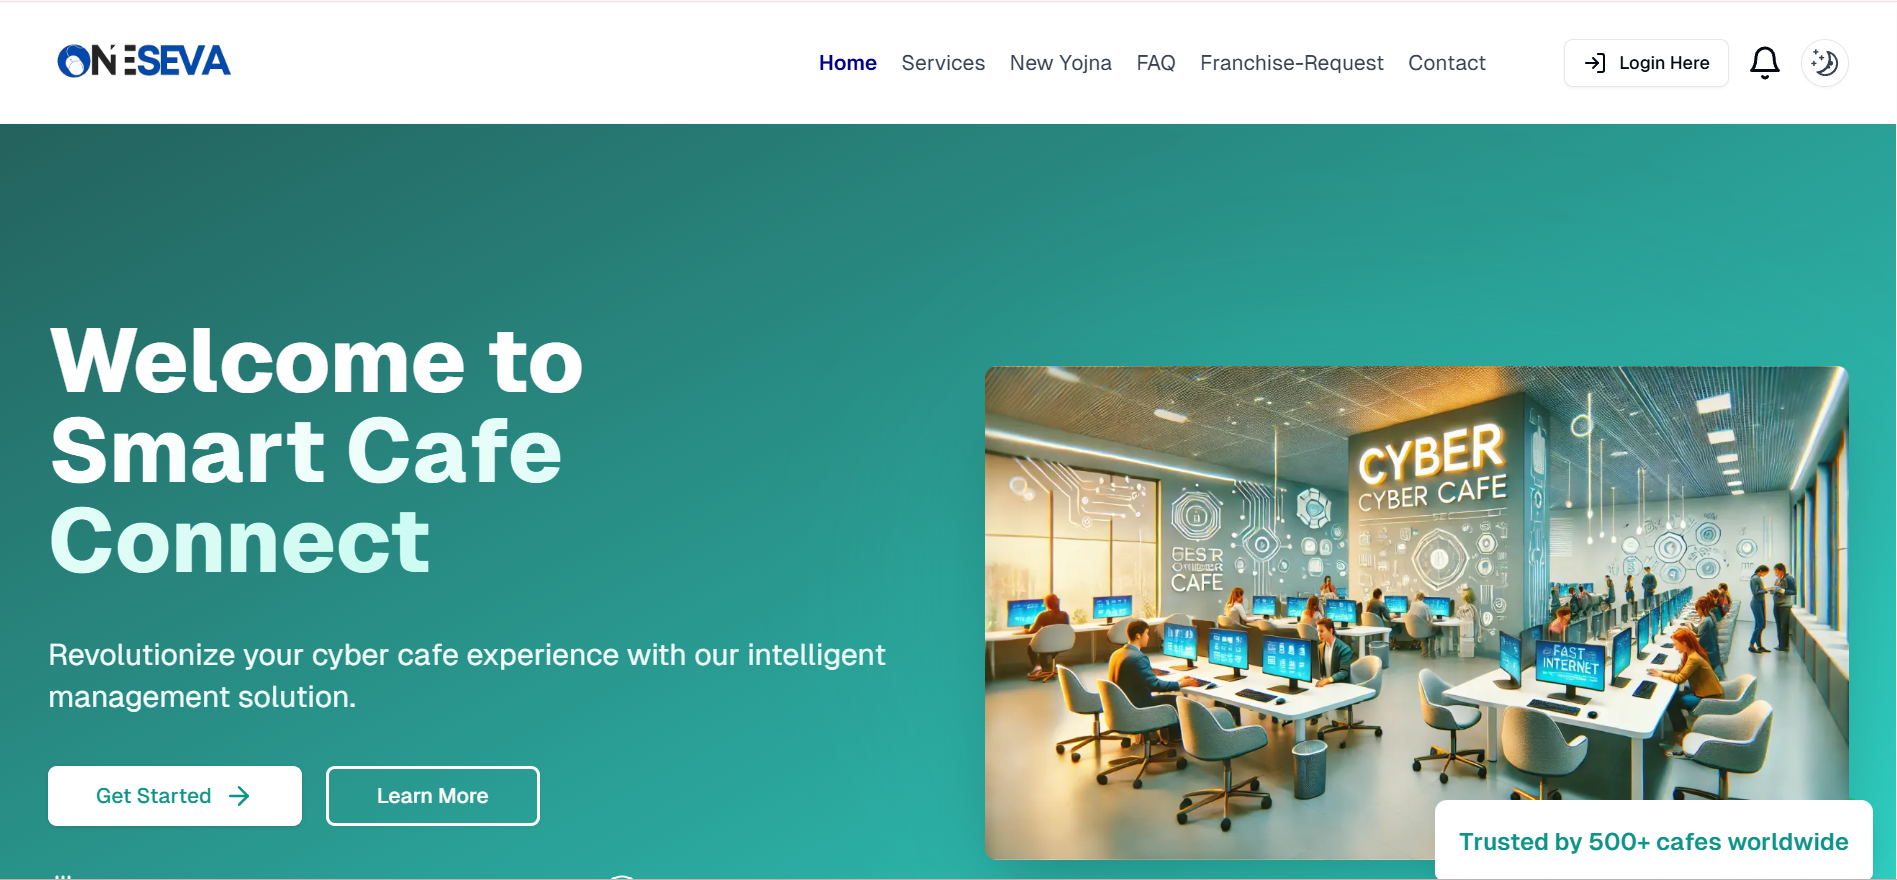 ONESEVA
Home
Services
New Yojna
FAQ
Franchise-Request
Contact
Login Here
Welcome to
Smart Cafe
Connect
Revolutionize your cyber cafe experience with our intelligent
management solution.
Get Started
Learn More
CYBER
CYBER CAFE
CAFE
FAST
INTERNET
Trusted by 500+ cafes worldwide